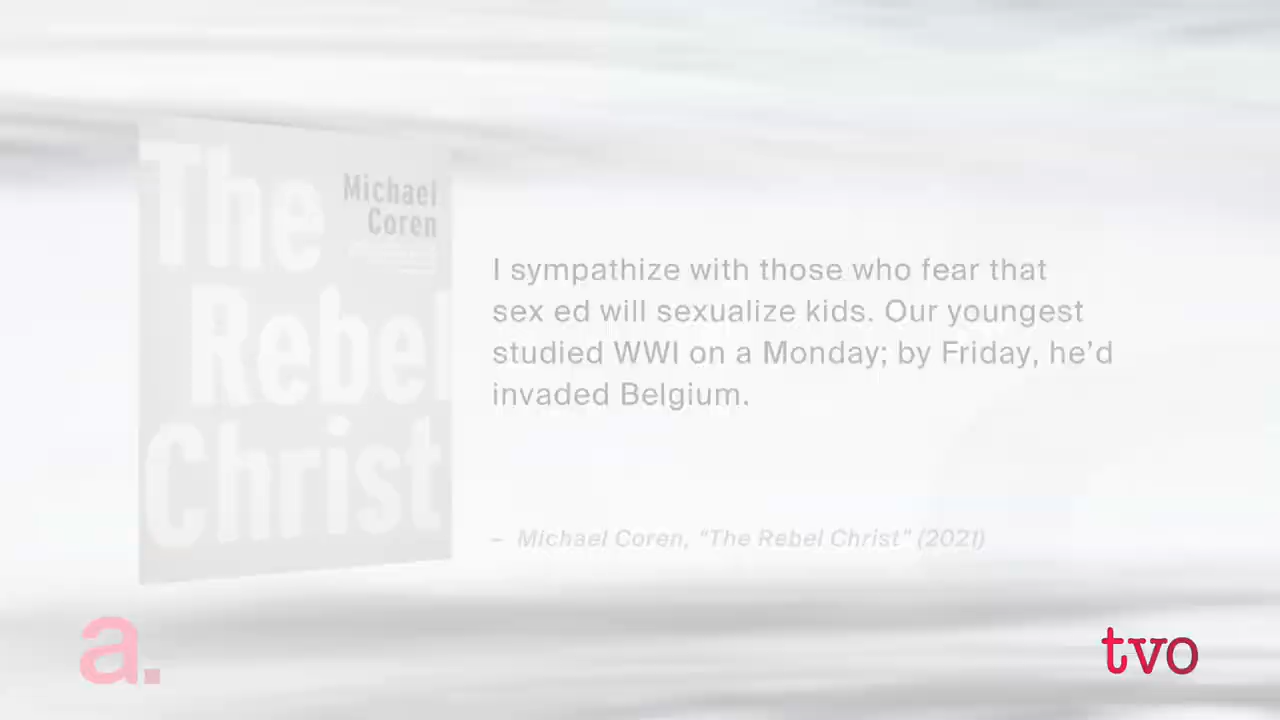 The
Rebel
Christ
Michael
Coren
I sympathize with those who fear that
sex ed will sexualize kids. Our youngest
studied WWI on a Monday; by Friday, he’d
invaded Belgium.
– Michael Coren, “The Rebel Christ” (2021)
a.
tvo